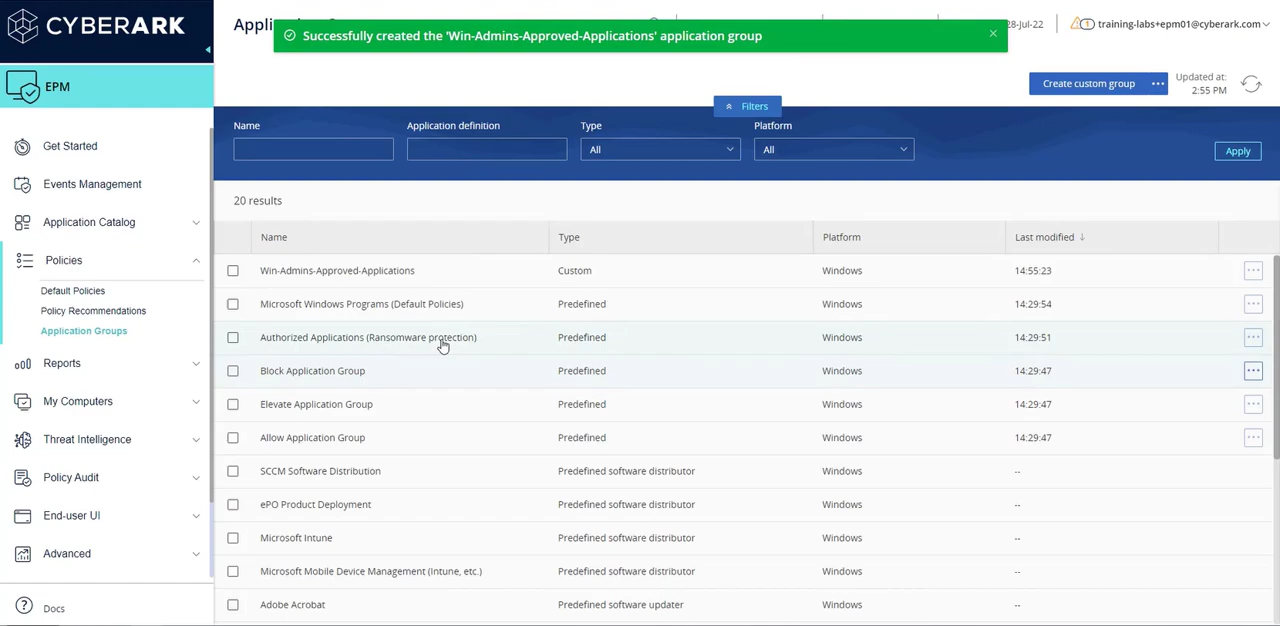 CYBERARK
Appli
Successfully created the 'Win-Admins-Approved-Applications' application group
28-Jul-22
1
training-labs+epm01@cyberark.com
EPM
Create custom group
Updated at:
2:55 PM
Filters
Name
Application definition
Type
Platform
All
All
Apply
Get Started
Events Management
Application Catalog
Policies
Default Policies
Policy Recommendations
Application Groups
Reports
My Computers
Threat Intelligence
Policy Audit
End-user UI
Advanced
Docs
20 results
Name Type Platform Last modified
Win-Admins-Approved-Applications Custom Windows 14:55:23
Microsoft Windows Programs (Default Policies) Predefined Windows 14:29:54
Authorized Applications (Ransomware protection) Predefined Windows 14:29:51
Block Application Group Predefined Windows 14:29:47
Elevate Application Group Predefined Windows 14:29:47
Allow Application Group Predefined Windows 14:29:47
SCCM Software Distribution Predefined software distributor Windows --
ePO Product Deployment Predefined software distributor Windows --
Microsoft Intune Predefined software distributor Windows --
Microsoft Mobile Device Management (Intune, etc.) Predefined software distributor Windows --
Adobe Acrobat Predefined software updater Windows --